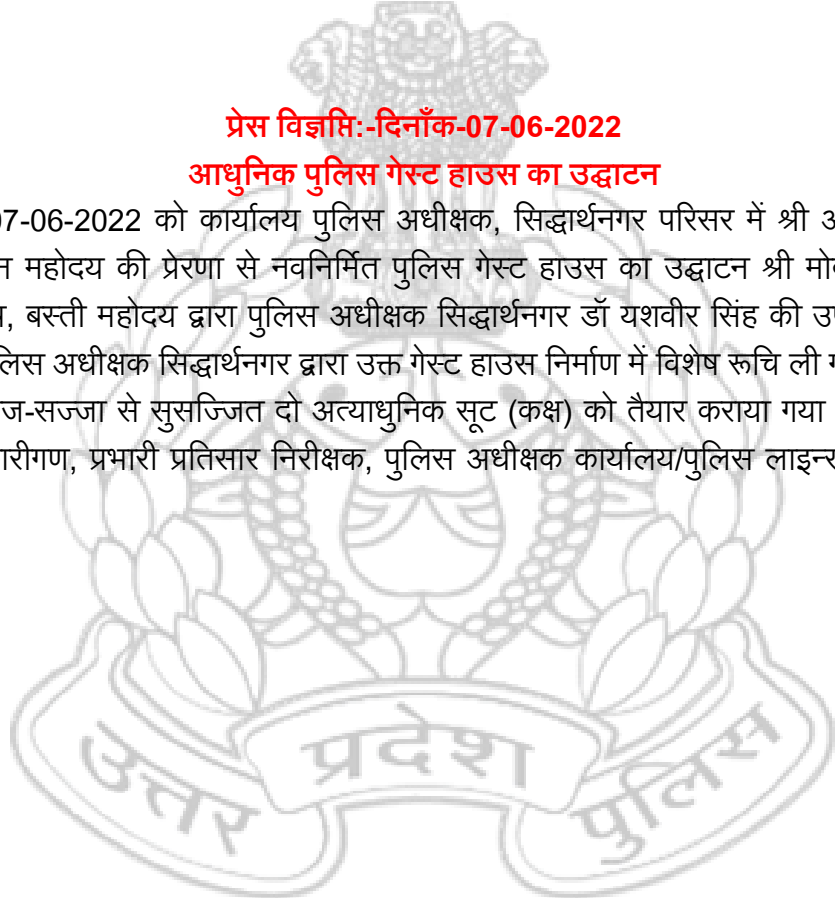 प्रेस विज्ञप्ति:-दिनाँक-07-06-2022
आधुनिक पुलिस गेस्ट हाउस का उद्घाटन
07-06-2022 को कार्यालय पुलिस अधीक्षक, सिद्धार्थनगर परिसर में श्री
महोदय की प्रेरणा से नवनिर्मित पुलिस गेस्ट हाउस का उद्घाटन श्री
बस्ती महोदय द्वारा पुलिस अधीक्षक सिद्धार्थनगर डॉ यशवीर सिंह की
अधीक्षक सिद्धार्थनगर द्वारा उक्त गेस्ट हाउस निर्माण में विशेष रूचि ली
ज-सज्जा से सुसज्जित दो अत्याधुनिक सूट (कक्ष) को तैयार कराया गया
प्रभारी प्रतिसार निरीक्षक, पुलिस अधीक्षक कार्यालय/पुलिस लाइन्स
उत्तर प्रदेश पुलिस